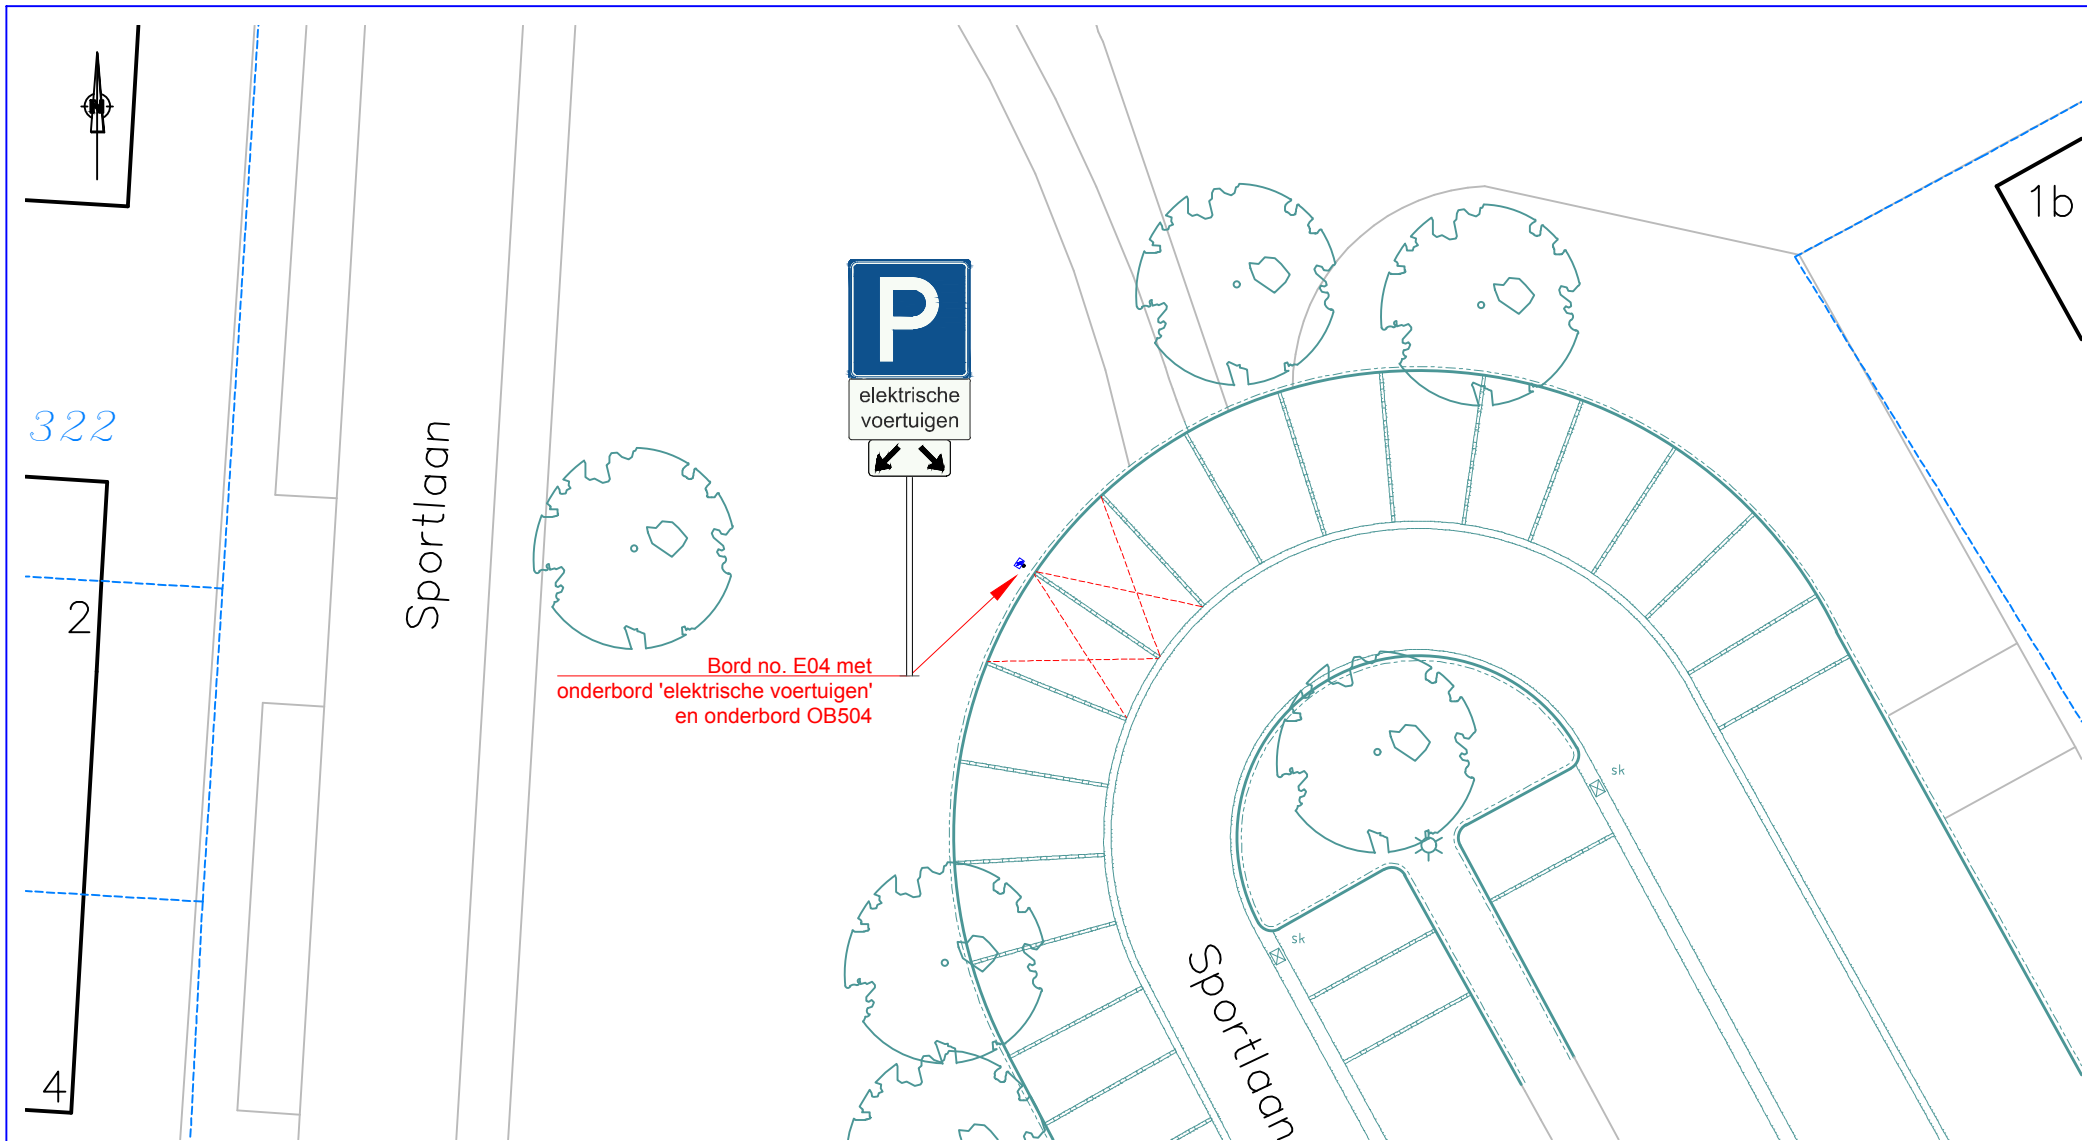 N
1b
P
elektrische
voertuigen
322
Sportlaan
2
Bord no. E04 met
onderbord 'elektrische voertuigen'
en onderbord OB504
sk
sk
Sportlaan
4